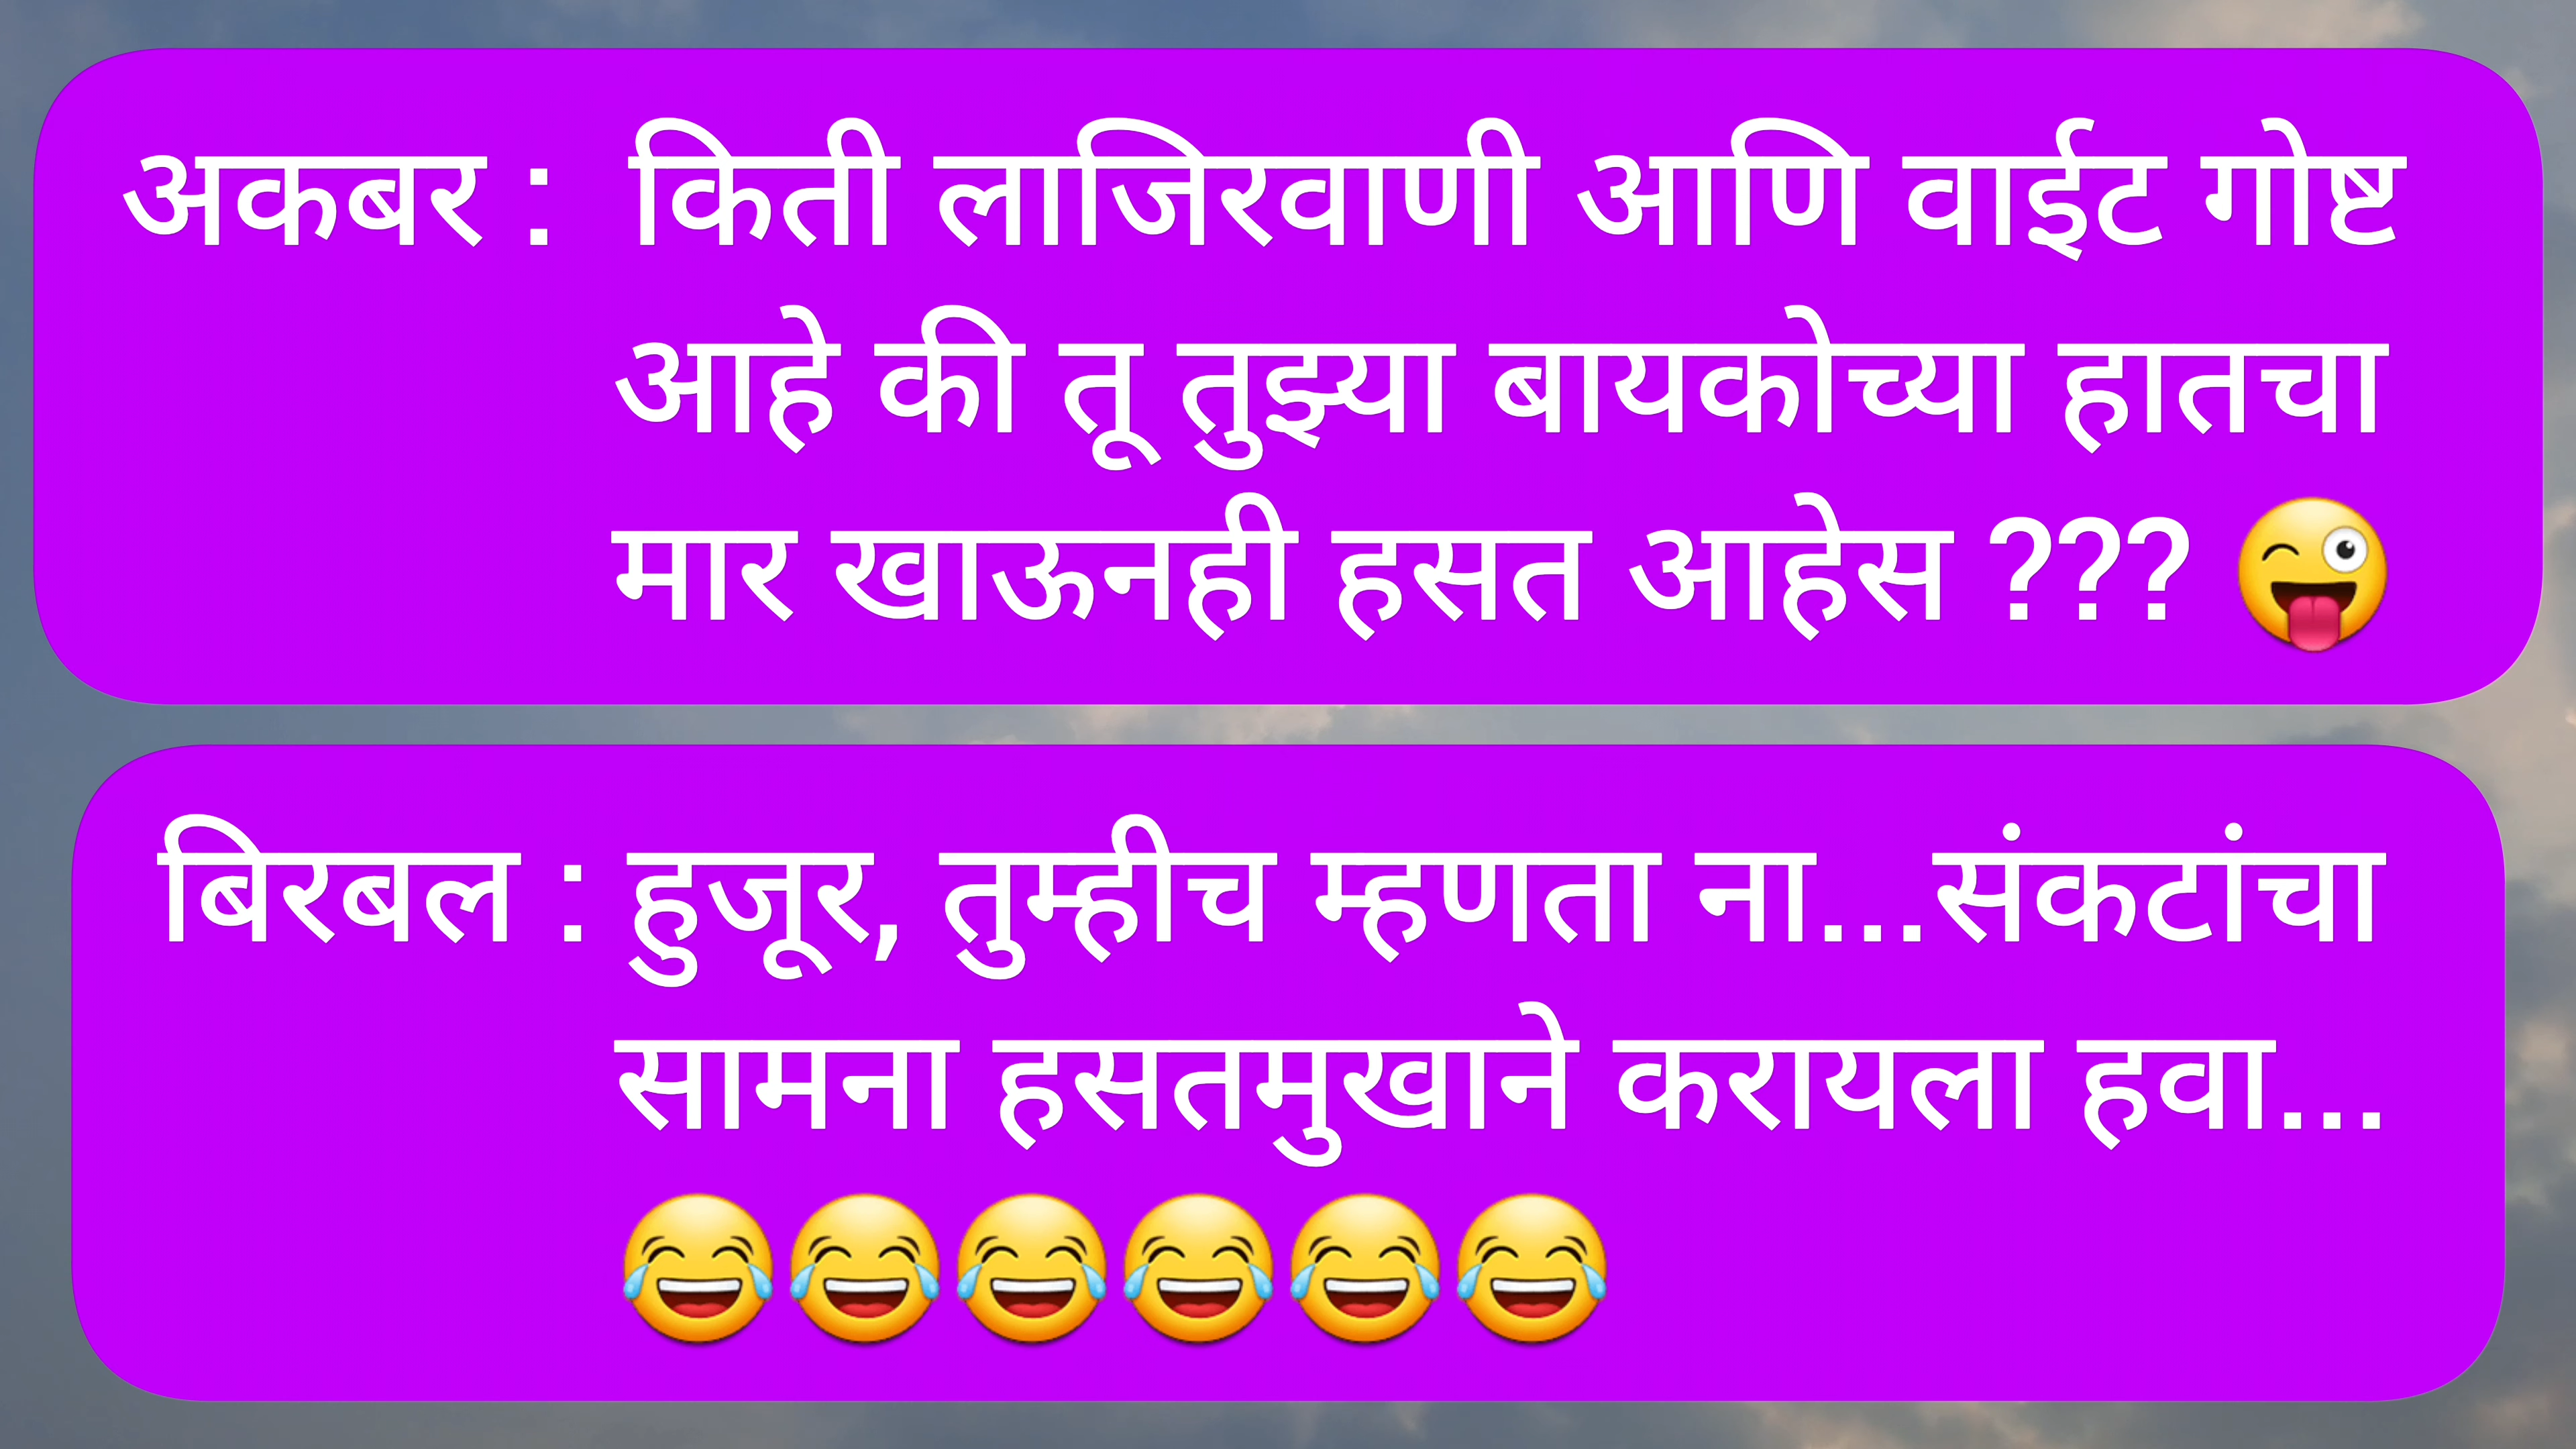 अकबर : किती लाजिरवाणी आणि वाईट गोष्ट
आहे की तू तुझ्या बायकोच्या हातचा
मार खाऊनही हसत आहेस ??? 😜
बिरबल : हुजूर, तुम्हीच म्हणता ना...संकटांचा
सामना हसतमुखाने करायला हवा...
😂😂😂😂😂😂